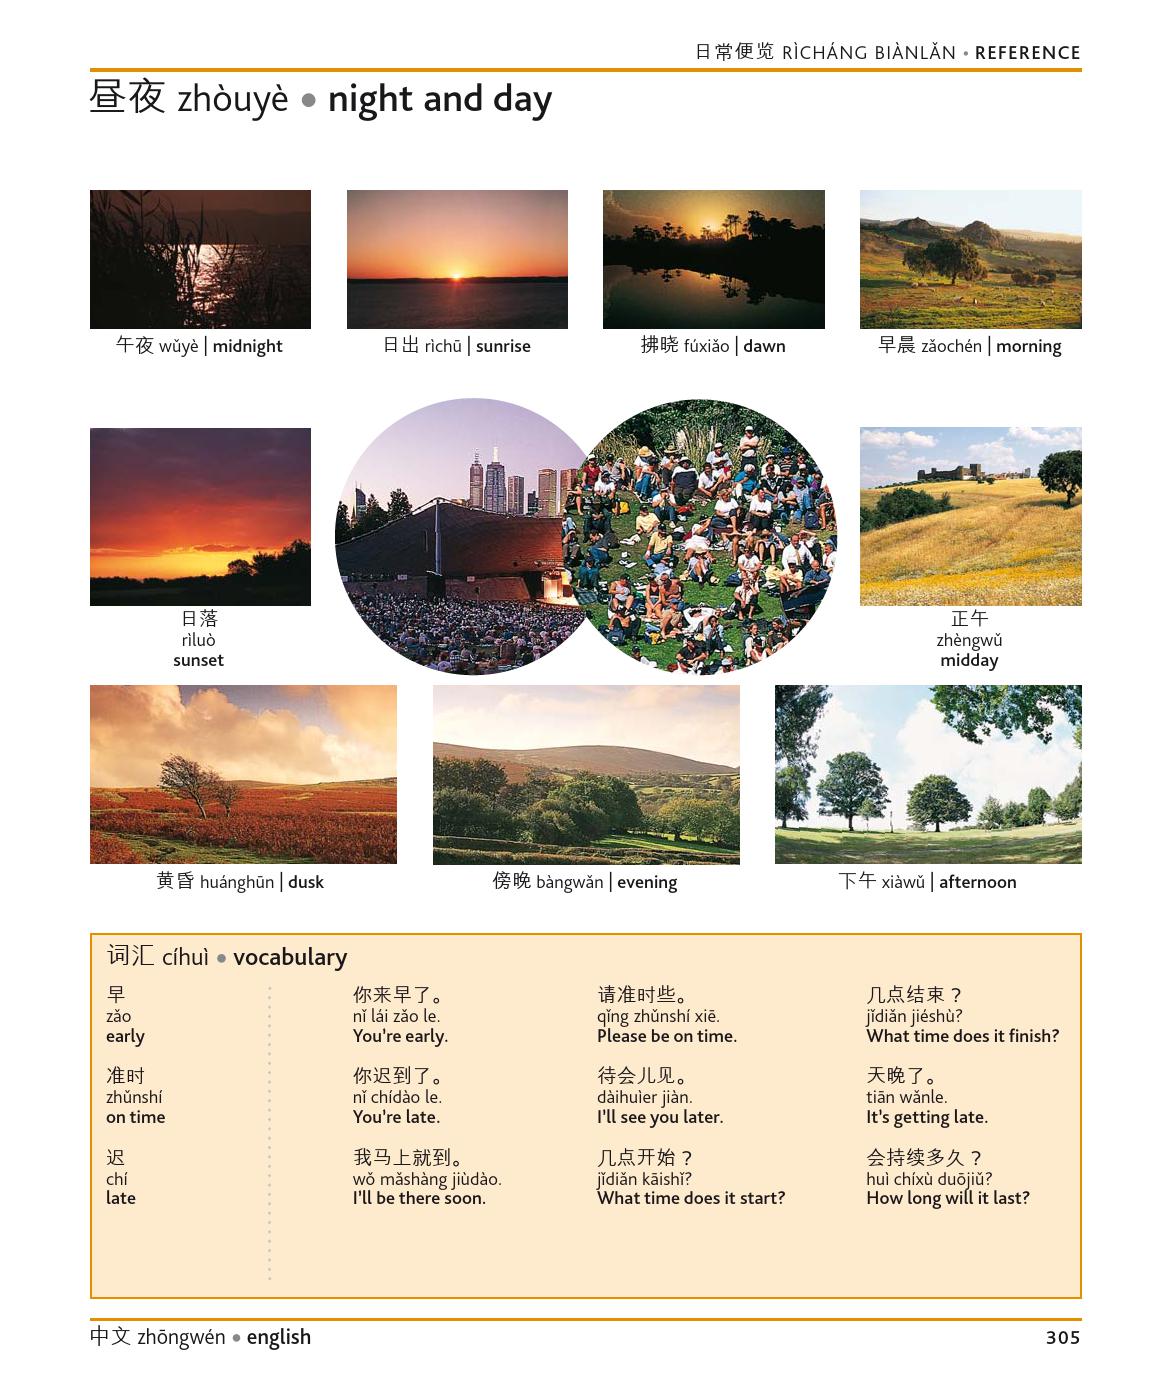 日常便览 RÌCHÁNG BIÀNLǍN • REFERENCE
昼夜 zhòuyè • night and day
午夜 wǔyè | midnight
日出 rìchū | sunrise
拂晓 fúxiǎo | dawn
早晨 zǎochén | morning
日落
rìluò
sunset
正午
zhèngwǔ
midday
黄昏 huánghūn | dusk
傍晚 bàngwǎn | evening
下午 xiàwǔ | afternoon
词汇 cíhuì • vocabulary
早
zǎo
early
准时
zhǔnshí
on time
迟
chí
late
你来早了。
nǐ lái zǎo le.
You're early.
你迟到了。
nǐ chídào le.
You're late.
我马上就到。
wǒ mǎshàng jiùdào.
I'll be there soon.
请准时些。
qǐng zhǔnshí xiē.
Please be on time.
待会儿见。
dàihuìer jiàn.
I'll see you later.
几点开始？
jǐdiǎn kāishǐ?
What time does it start?
几点结束？
jǐdiǎn jiéshù?
What time does it finish?
天晚了。
tiān wǎnle.
It's getting late.
会持续多久？
huì chíxù duōjiǔ?
How long will it last?
中文 zhōngwén • english
305